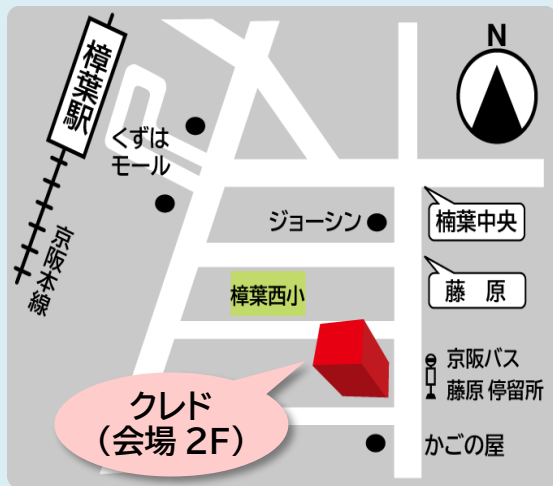 N
樟葉駅
くずは
モール
京阪本線
ジョーシン
楠葉中央
藤 原
樟葉西小
京阪バス
藤原 停留所
クレド
（会場 2F）
かごの屋